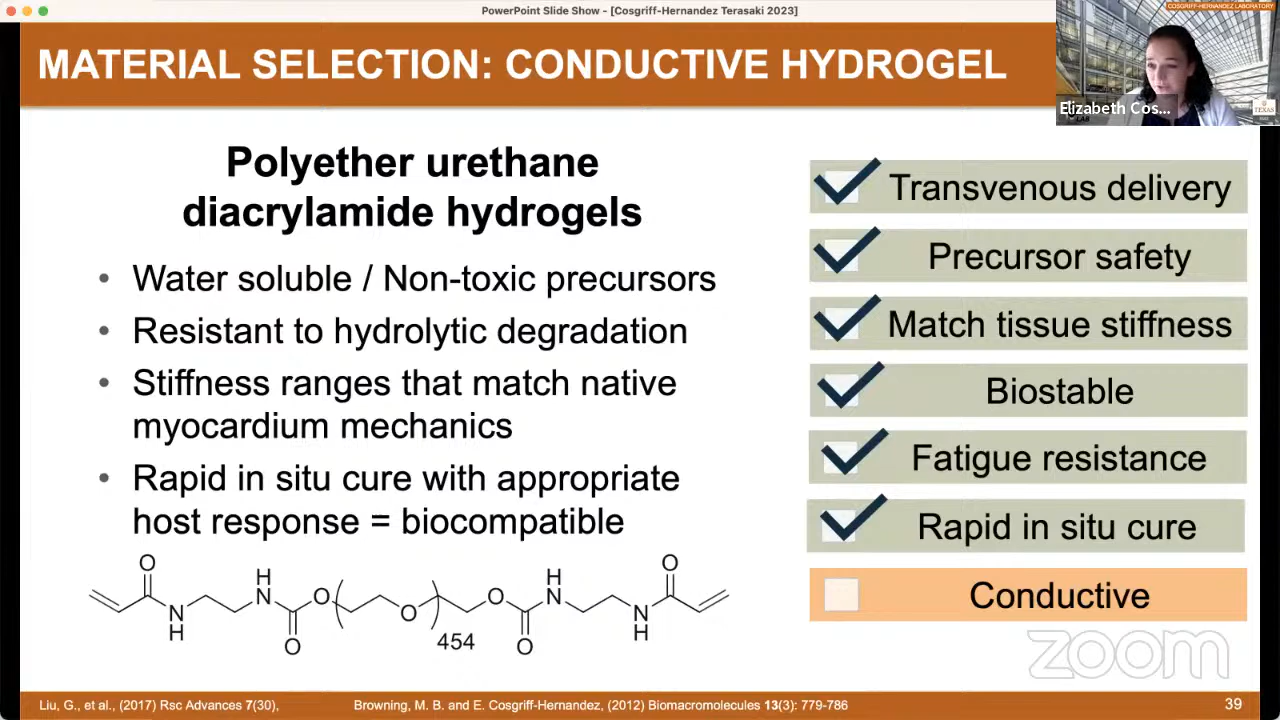 PowerPoint Slide Show - [Cosgriff-Hernandez Terasaki 2023]
COSGRIFF-HERNANDEZ LABORATORY
MATERIAL SELECTION: CONDUCTIVE HYDROGEL
Elizabeth Cos...
TEXAS
Polyether urethane
diacrylamide hydrogels
• Water soluble / Non-toxic precursors
• Resistant to hydrolytic degradation
• Stiffness ranges that match native
myocardium mechanics
• Rapid in situ cure with appropriate
host response = biocompatible
Transvenous delivery
Precursor safety
Match tissue stiffness
Biostable
Fatigue resistance
Rapid in situ cure
Conductive
O H O H O
N H N O O O N N H
O 454 O
zoom
Liu, G., et al., (2017) Rsc Advances 7(30),
Browning, M. B. and E. Cosgriff-Hernandez, (2012) Biomacromolecules 13(3): 779-786
39